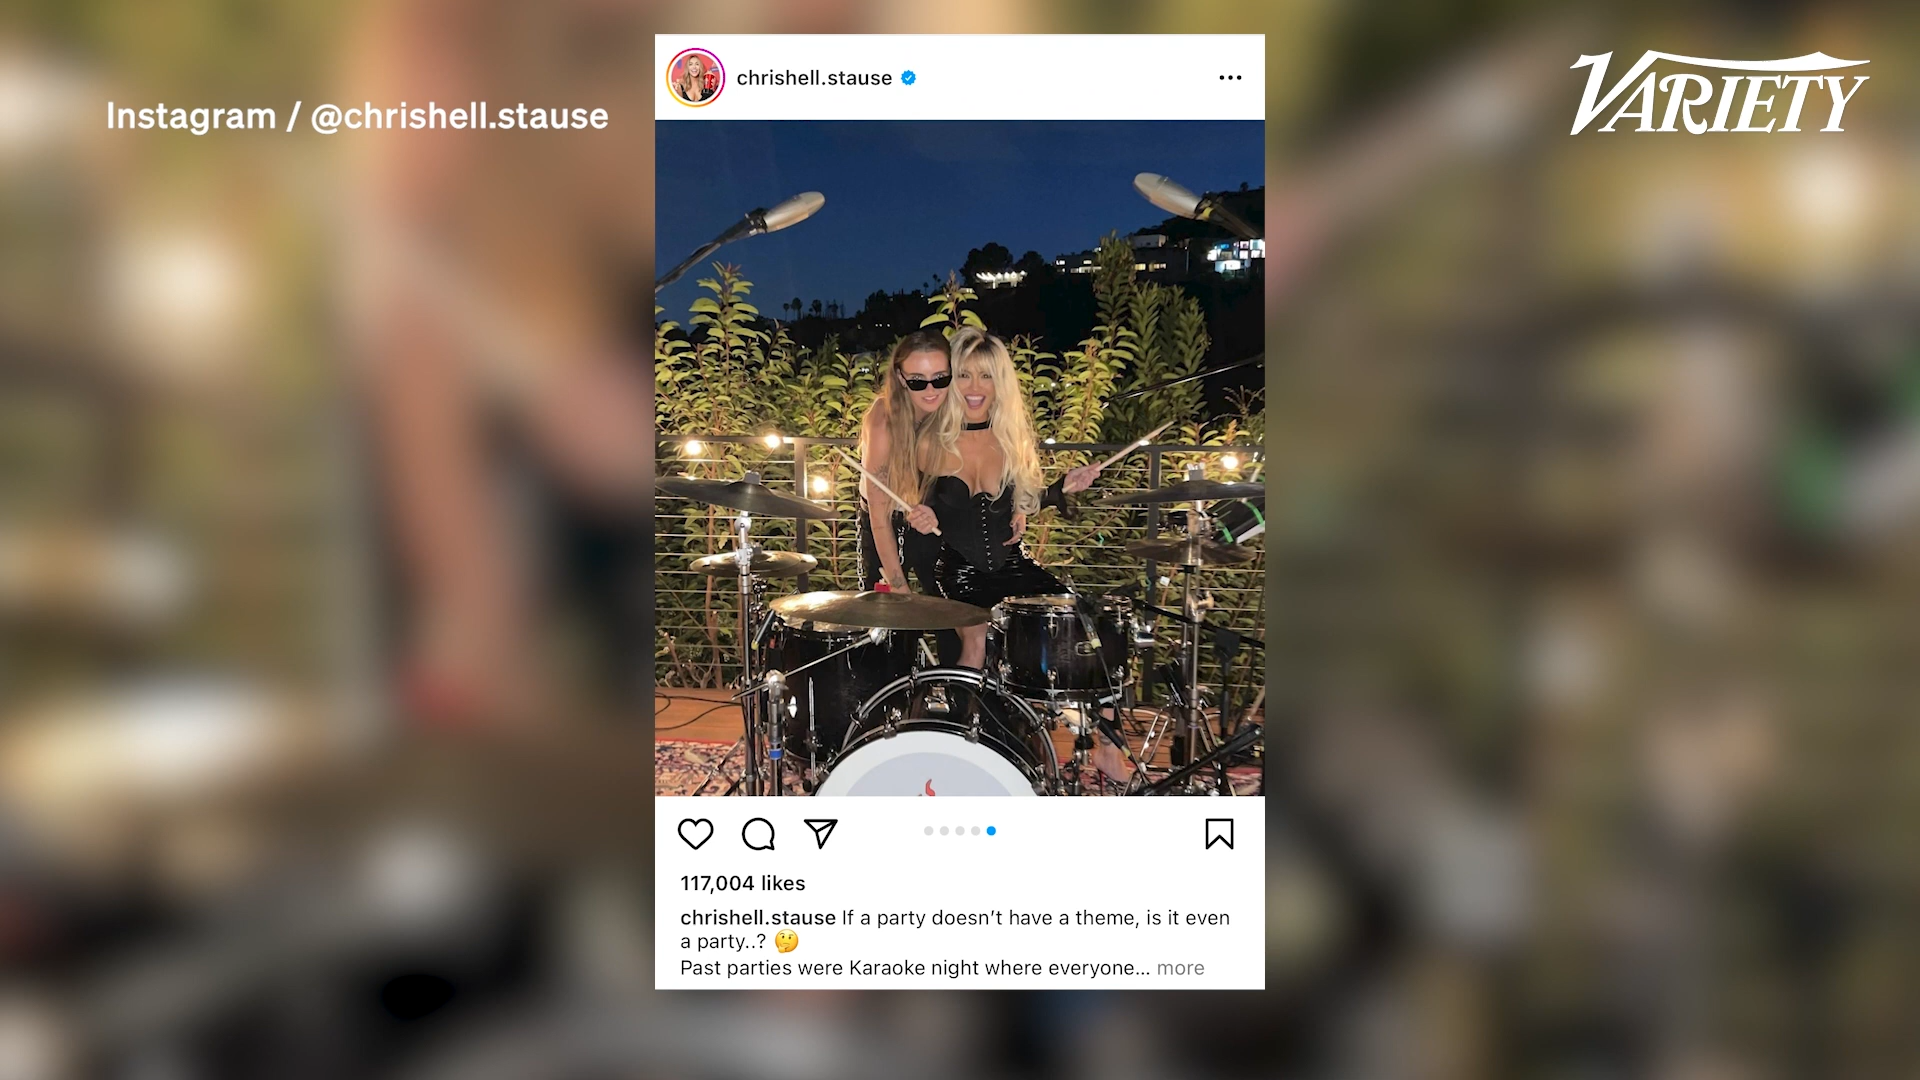 Instagram / @chrishell.stause
VARIETY
chrishell.stause
117,004 likes
chrishell.stause If a party doesn’t have a theme, is it even
a party..? 🤔
Past parties were Karaoke night where everyone... more